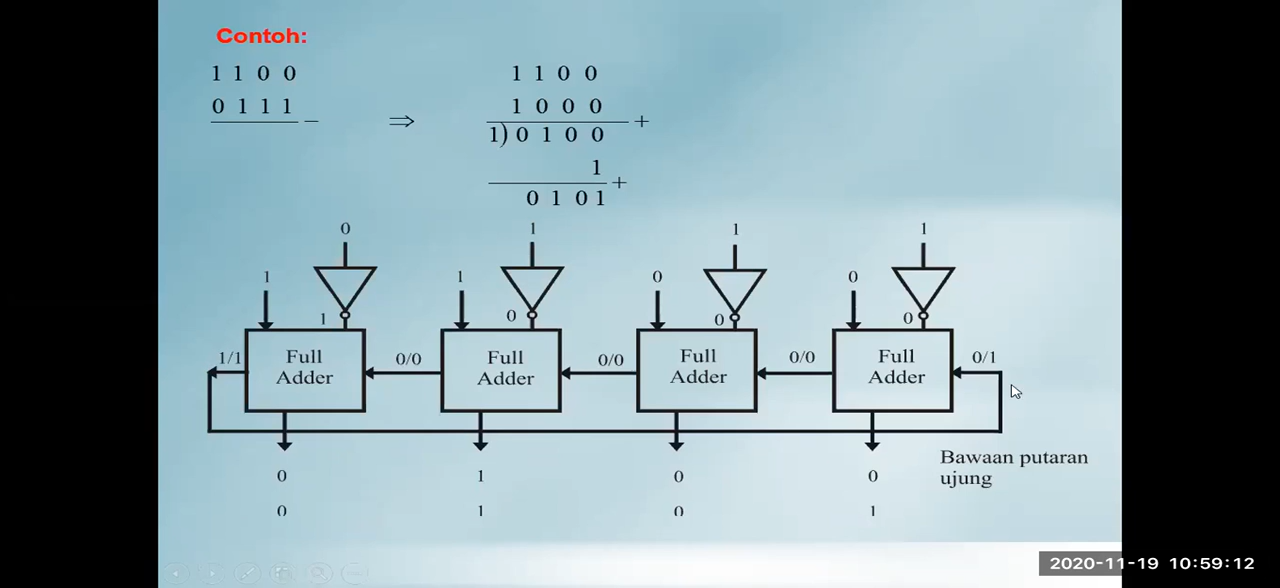 Contoh:
1 1 0 0 1 1 0 0
0 1 1 1 − ⇒ 1 0 0 0 +
1) 0 1 0 0
1 +
0 1 0 1
0 1 1 1
1 1 0 0
1 0 0 0
1/1 Full Adder 0/0 Full Adder 0/0 Full Adder 0/0 Full Adder 0/1
Bawaan putaran
ujung
0 1 0 0
0 1 0 1
2020-11-19 10:59:12